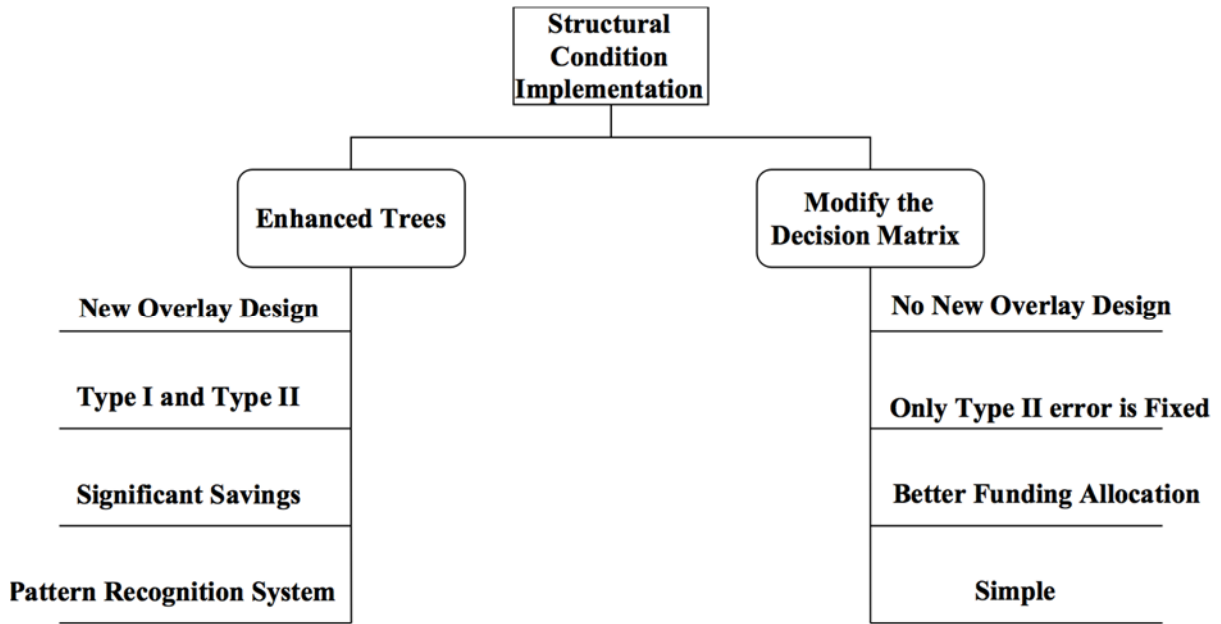 Structural
Condition
Implementation
Enhanced Trees
New Overlay Design
Type I and Type II
Significant Savings
Pattern Recognition System
Modify the
Decision Matrix
No New Overlay Design
Only Type II error is Fixed
Better Funding Allocation
Simple